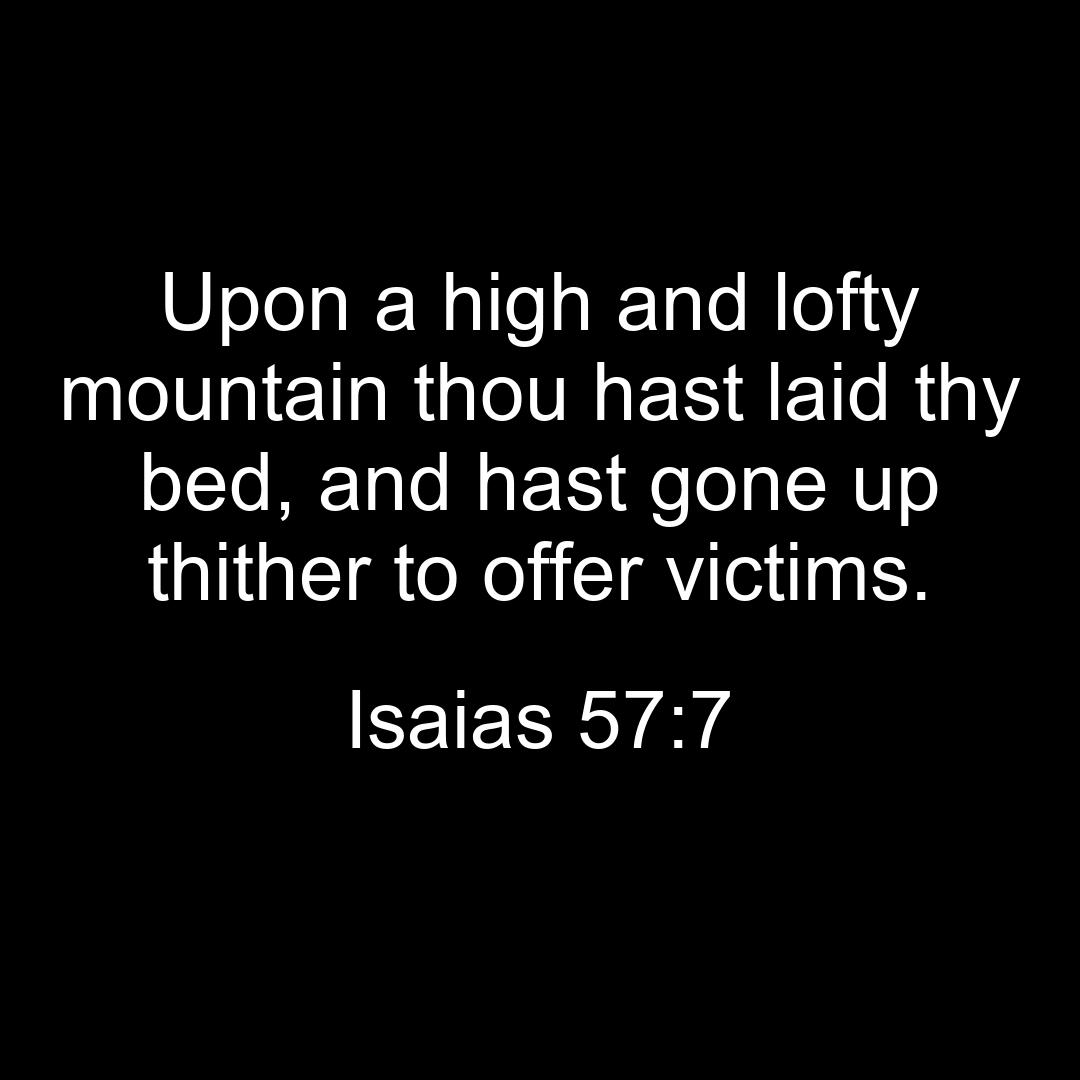 Upon a high and lofty
mountain thou hast laid thy
bed, and hast gone up
thither to offer victims.
Isaias 57:7